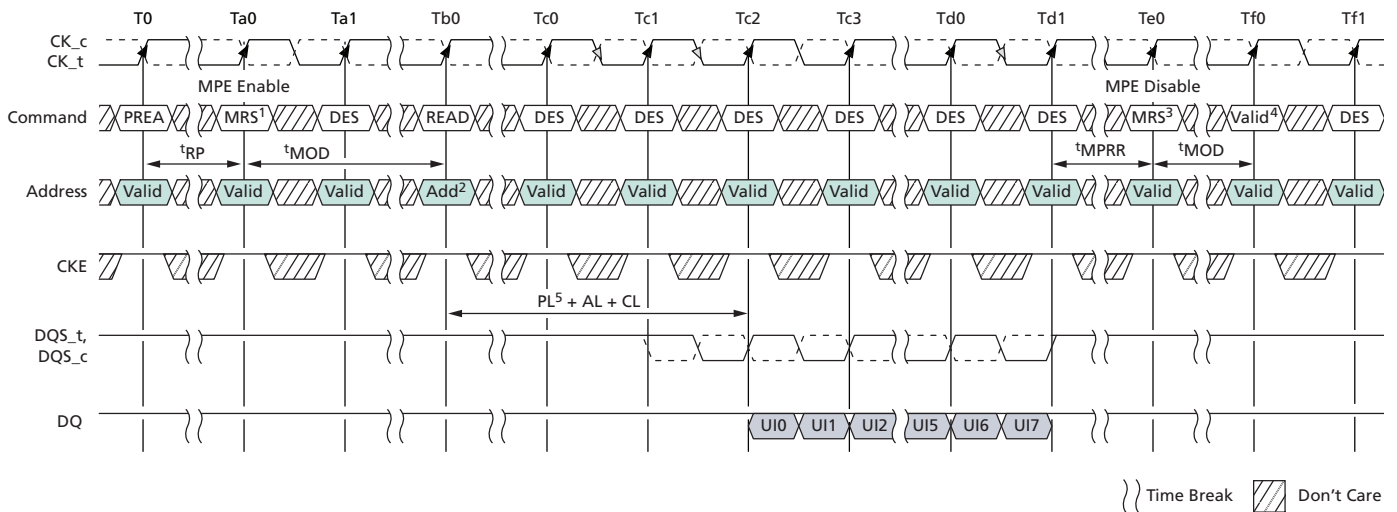 T0 Ta0 Ta1 Tb0 Tc0 Tc1 Tc2 Tc3 Td0 Td1 Te0 Tf0 Tf1
CK_c
CK_t
MPE Enable MPE Disable
Command PREA MRS1 DES READ DES DES DES DES DES DES MRS3 Valid4 DES
tRP tMOD tMPRR tMOD
Address Valid Valid Valid Add2 Valid Valid Valid Valid Valid Valid Valid Valid Valid
CKE
PL5 + AL + CL
DQS_t,
DQS_c
DQ UI0 UI1 UI2 UI5 UI6 UI7
Time Break Don't Care